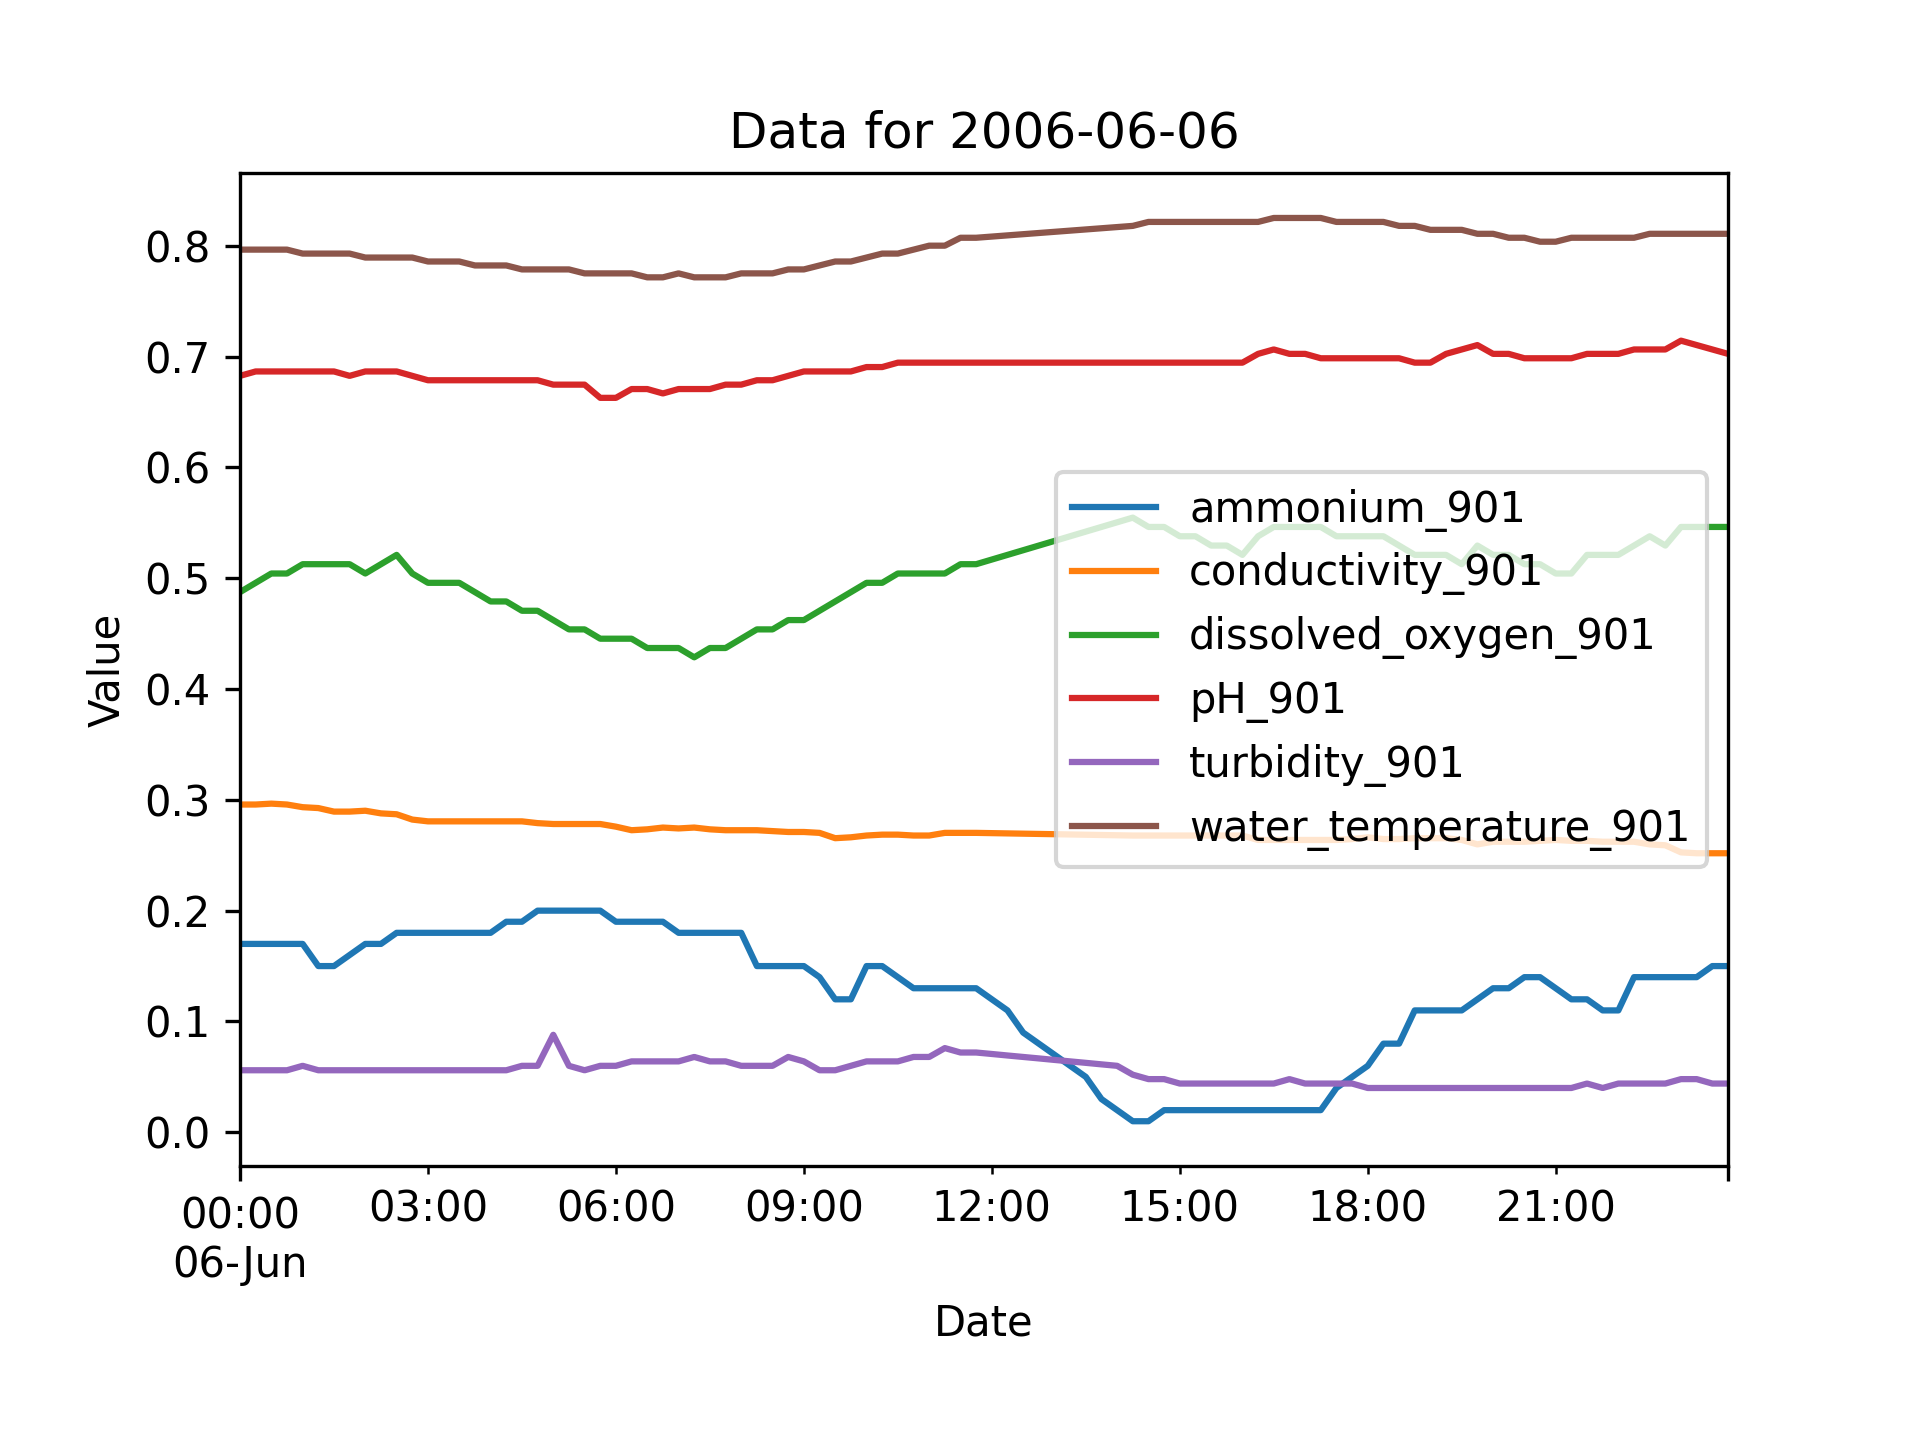 Data for 2006-06-06
0.8
0.7
0.6
0.5
0.4
0.3
0.2
0.1
0.0
Value
ammonium_901
conductivity_901
dissolved_oxygen_901
pH_901
turbidity_901
water_temperature_901
00:00 03:00 06:00 09:00 12:00 15:00 18:00 21:00
06-Jun
Date